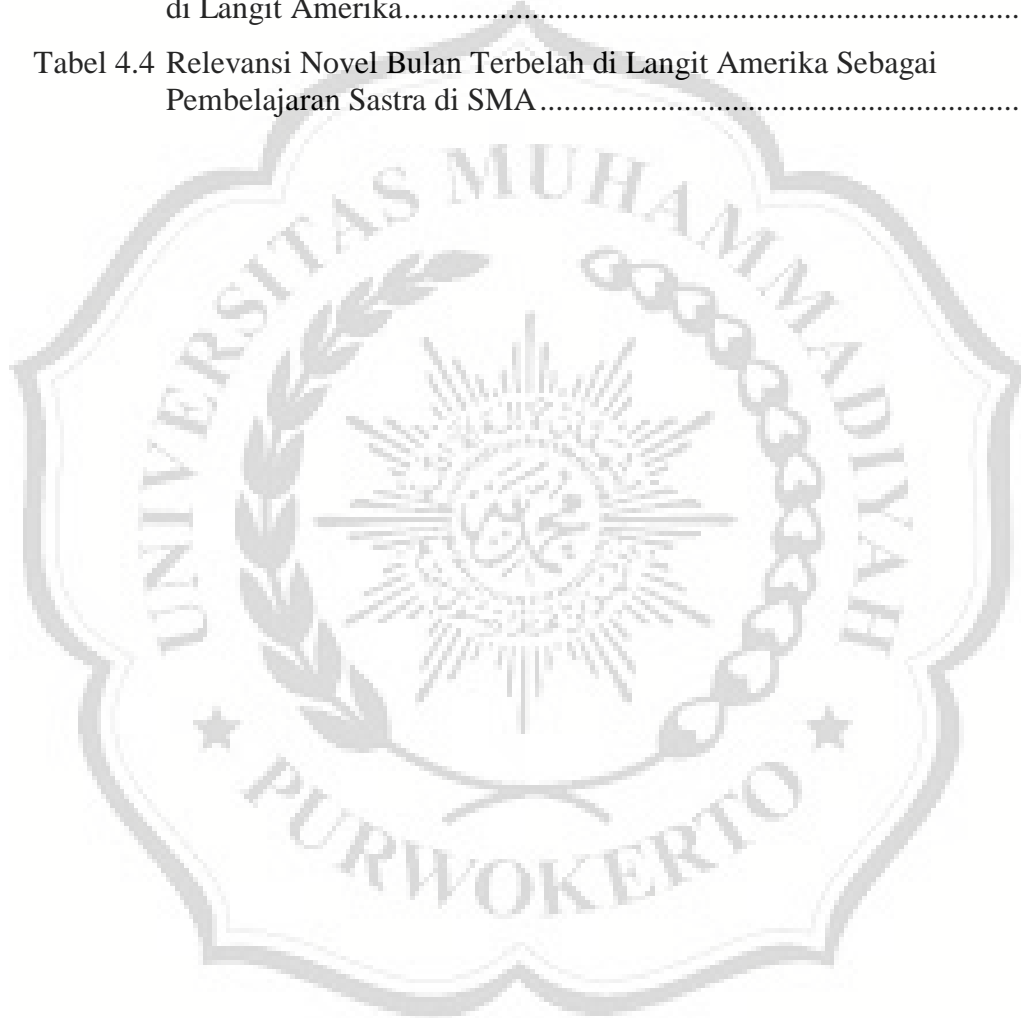 di Langit Amerika.....................................................................................
Tabel 4.4 Relevansi Novel Bulan Terbelah di Langit Amerika Sebagai
Pembelajaran Sastra di SMA.............................................................
UNIVERSITAS MUHAMMADIYAH
PURWOKERTO